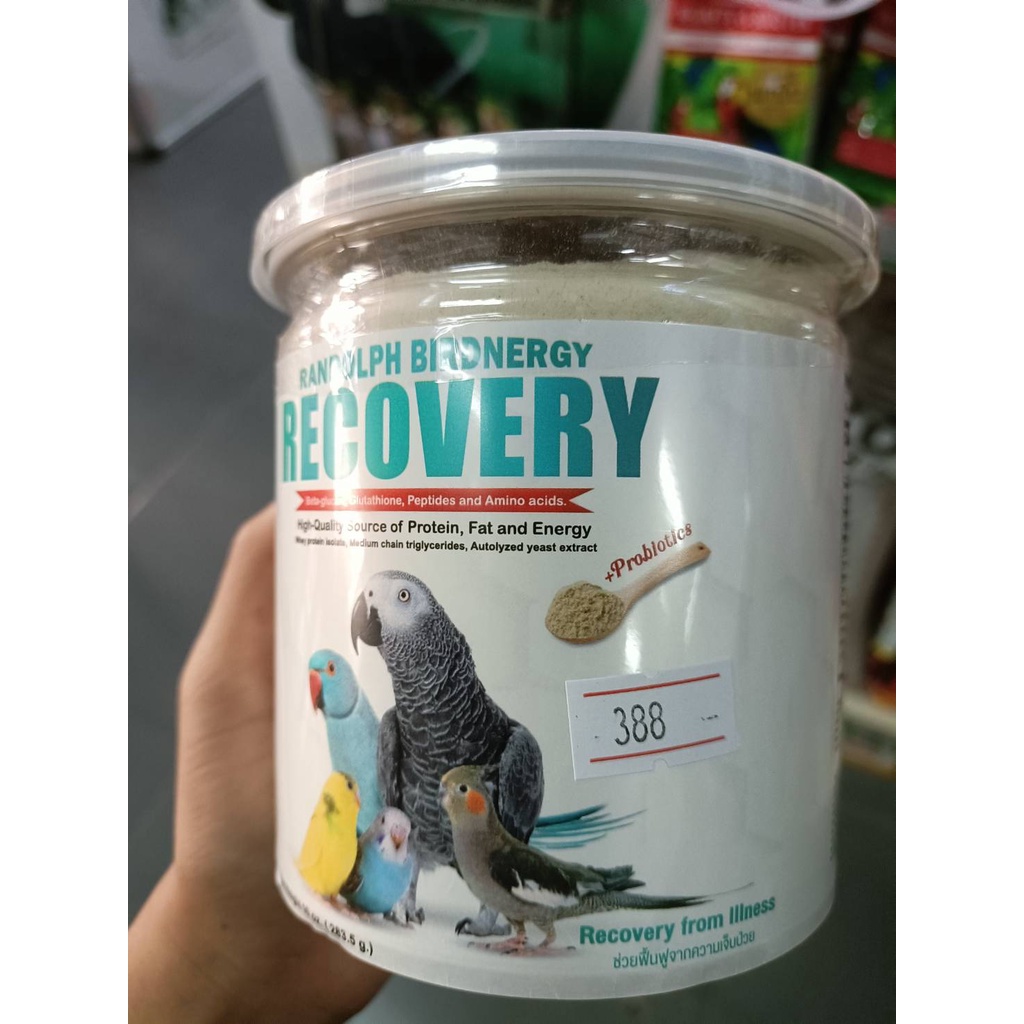 RANDOLPH BIRDNERGY
RECOVERY
Glutathione, Peptides and Amino acids.
High-Quality Source of Protein, Fat and Energy
Whey protein isolate, Medium chain triglycerides, Autolyzed yeast extract
+Probiotics
388
Recovery from Illness
ช่วยฟื้นฟูจากความเจ็บป่วย
oz. (283.5 g.)